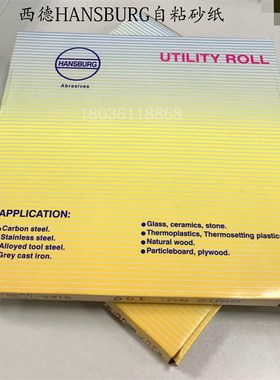 西德HANSBURG自粘砂纸
HANSBURG
Abrasives
UTILITY ROLL
18036118868
APPLICATION:
Carbon steel.
Stainless steel.
Alloyed tool steel.
Grey cast iron.
Glass, ceramics, stone.
Thermoplastics, Thermosetting plastic
Natural wood.
Particleboard, plywood.